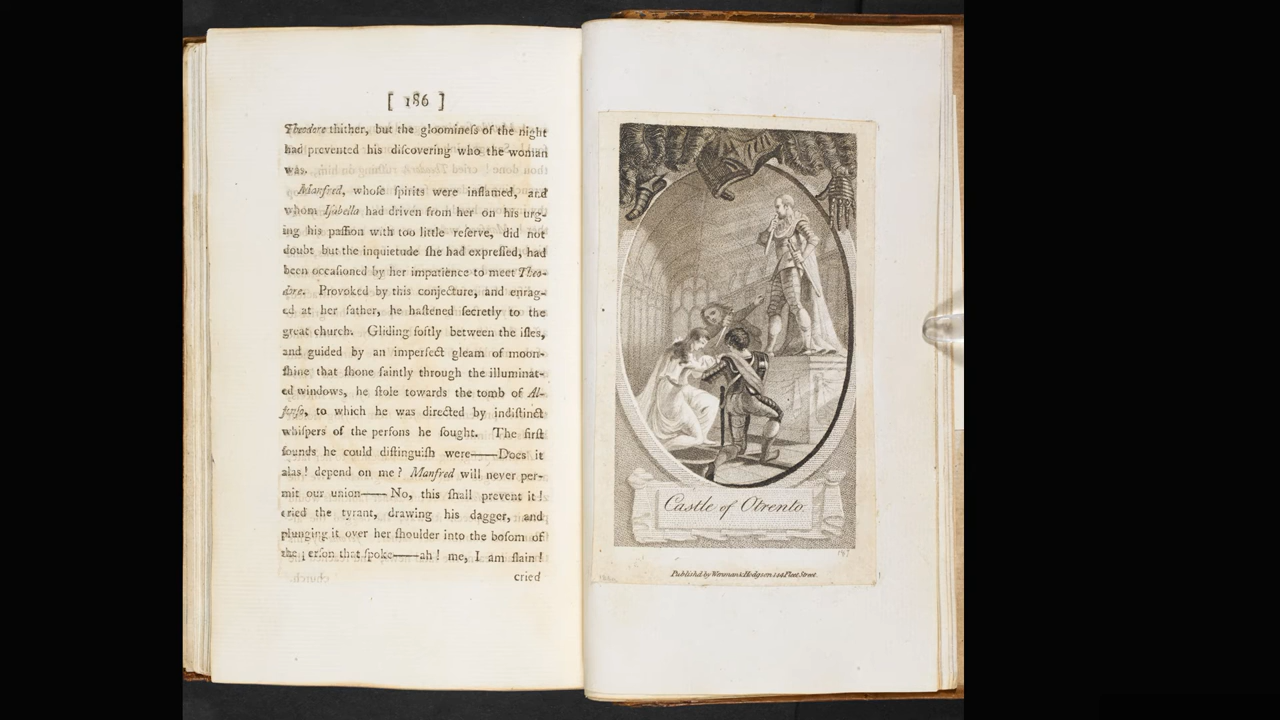 [ 186 ]
Theodore thither, but the gloomineſs of the night
had prevented his diſcovering who the woman
was.
Manfred, whoſe ſpirits were inflamed, and
whom Iſabella had driven from her on his urg-
ing his paſſion with too little reſerve, did not
doubt but the inquietude ſhe had expreſſed, had
been occaſioned by her impatience to meet Theo-
dore. Provoked by this conjecture, and enrag-
ed at her father, he haſtened ſecretly to the
great church. Gliding ſoftly between the iſles,
and guided by an imperfect gleam of moon-
ſhine that ſhone faintly through the illuminat-
ed windows, he ſtole towards the tomb of Al-
fonſo, to which he was directed by indiſtinct
whiſpers of the perſons he ſought. The firſt
ſounds he could diſtinguiſh were——Does it
alas! depend on me? Manfred will never per-
mit our union—— No, this ſhall prevent it!
cried the tyrant, drawing his dagger, and
plunging it over her ſhoulder into the boſom of
the perſon that ſpoke——ah! me, I am ſlain!
cried
Castle of Otrento.
Publishd by Wenman & Hodgson 144 Fleet Street.